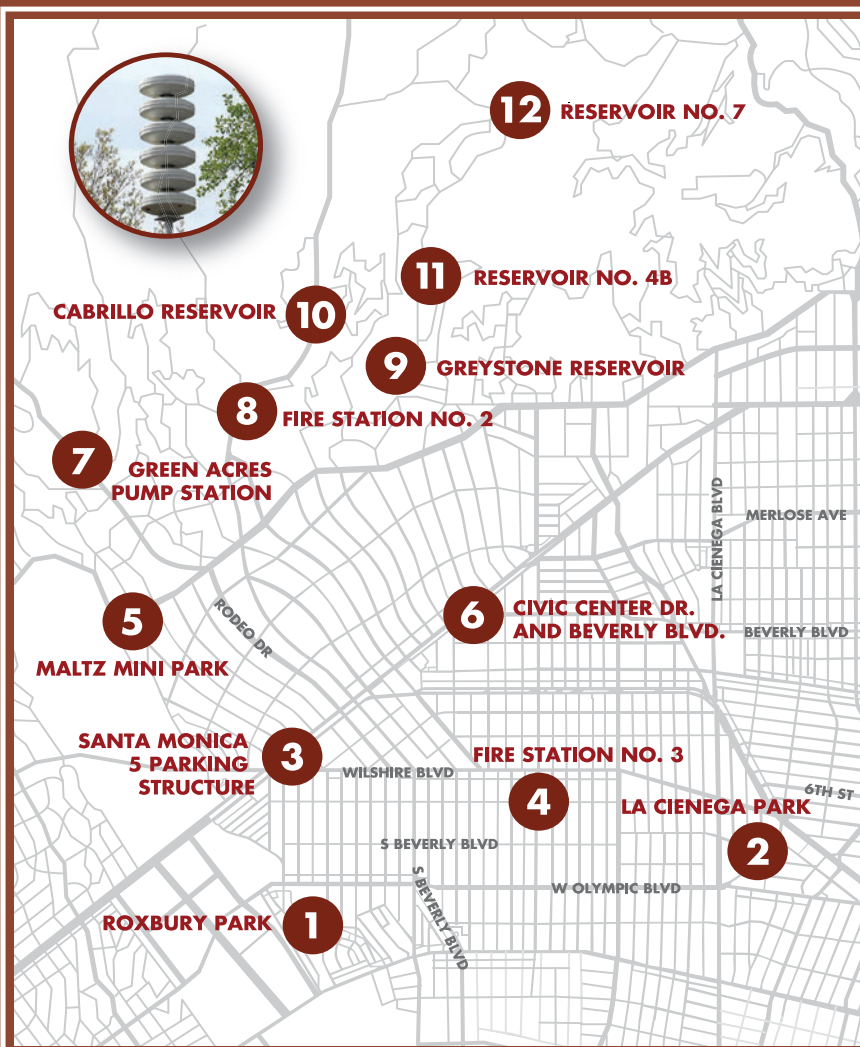 12 RESERVOIR NO. 7
11 RESERVOIR NO. 4B
CABRILLO RESERVOIR 10
9 GREYSTONE RESERVOIR
8 FIRE STATION NO. 2
7 GREEN ACRES
PUMP STATION
LA CIENEGA BLVD
MERLOSE AVE
RODEO DR
5
MALTZ MINI PARK
6 CIVIC CENTER DR.
AND BEVERLY BLVD.
BEVERLY BLVD
SANTA MONICA
5 PARKING
STRUCTURE
3
WILSHIRE BLVD
FIRE STATION NO. 3
4
6TH ST
LA CIENEGA PARK
2
S BEVERLY BLVD
S BEVERLY BLVD
W OLYMPIC BLVD
ROXBURY PARK 1